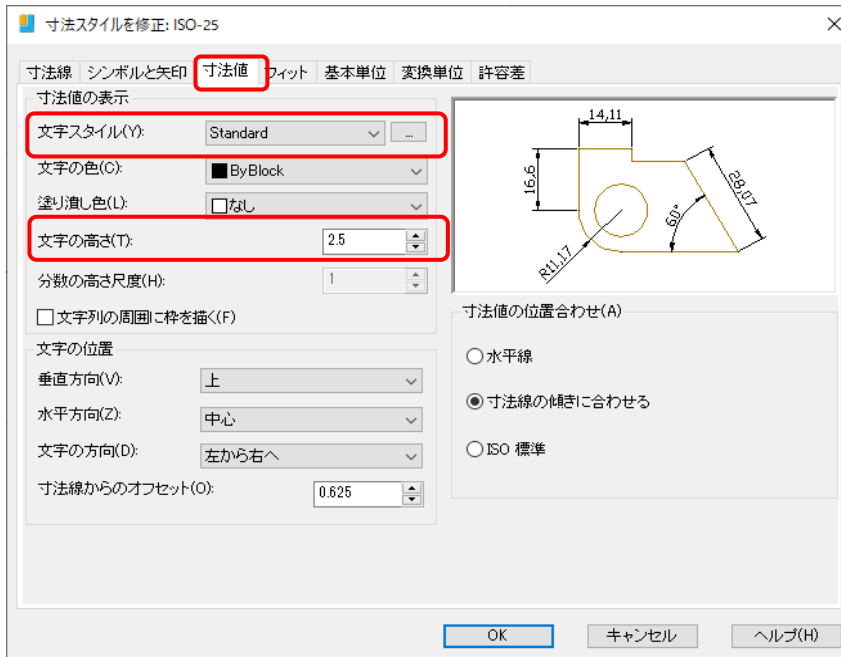 寸法スタイルを修正: ISO-25
寸法線 シンボルと矢印 寸法値 フィット 基本単位 変換単位 許容差
寸法値の表示
文字スタイル(Y): Standard ...
文字の色(C): ByBlock
塗り潰し色(L): なし
文字の高さ(T): 2.5
分数の高さ尺度(H): 1
文字列の周囲に枠を描く(F)
文字の位置
垂直方向(V): 上
水平方向(Z): 中心
文字の方向(D): 左から右へ
寸法線からのオフセット(O): 0.625
14,11
16,6
28,07
60°
R11,17
寸法値の位置合わせ(A)
水平線
寸法線の傾きに合わせる
ISO 標準
OK キャンセル ヘルプ(H)